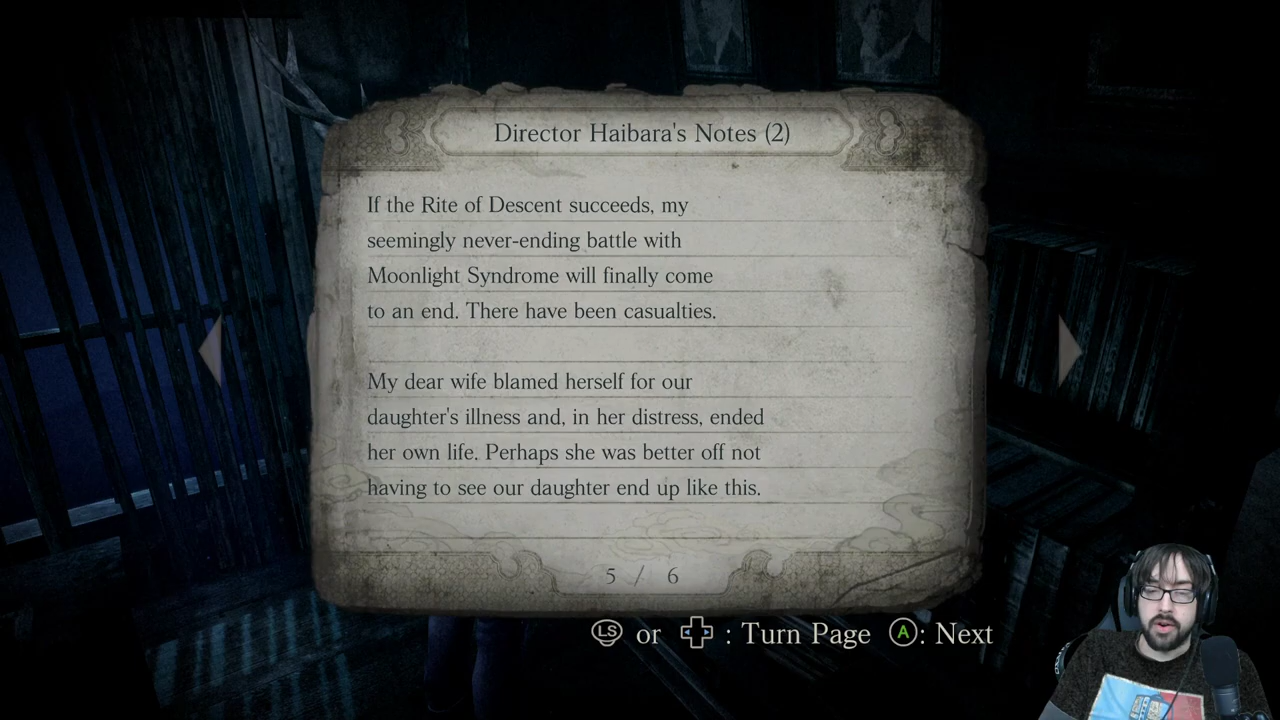 Director Haibara's Notes (2)
If the Rite of Descent succeeds, my
seemingly never-ending battle with
Moonlight Syndrome will finally come
to an end. There have been casualties.
My dear wife blamed herself for our
daughter's illness and, in her distress, ended
her own life. Perhaps she was better off not
having to see our daughter end up like this.
5 / 6
LS or : Turn Page A: Next